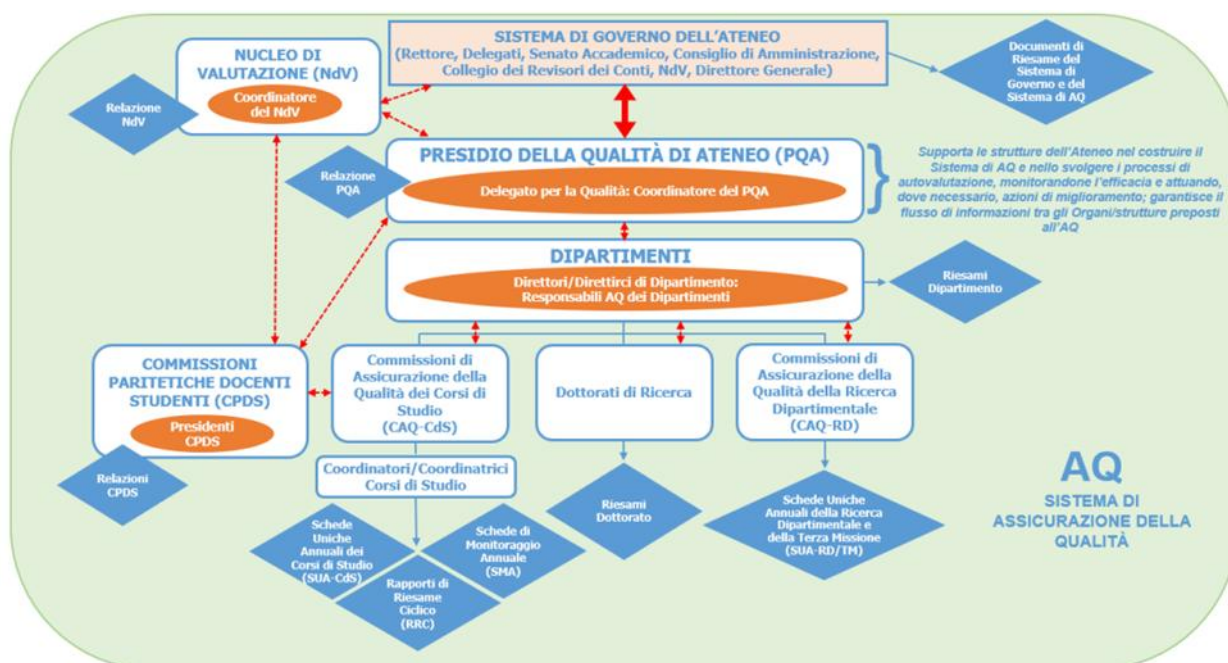 SISTEMA DI GOVERNO DELL'ATENEO
(Rettore, Delegati, Senato Accademico, Consiglio di Amministrazione,
Collegio dei Revisori dei Conti, NdV, Direttore Generale)
Documenti di
Riesame del
Sistema di
Governo e del
Sistema di AQ
NUCLEO DI
VALUTAZIONE (NdV)
Coordinatore
del NdV
Relazione
NdV
PRESIDIO DELLA QUALITÀ DI ATENEO (PQA)
Delegato per la Qualità: Coordinatore del PQA
Relazione
PQA
Supporta le strutture dell'Ateneo nel costruire il
Sistema di AQ e nello svolgere i processi di
autovalutazione, monitorandone l'efficacia e attuando,
dove necessario, azioni di miglioramento; garantisce il
flusso di informazioni tra gli Organi/strutture preposti
all'AQ
DIPARTIMENTI
Direttori/Direttirci di Dipartimento:
Responsabili AQ dei Dipartimenti
Riesami
Dipartimento
COMMISSIONI
PARITETICHE DOCENTI
STUDENTI (CPDS)
Presidenti
CPDS
Relazioni
CPDS
Commissioni di
Assicurazione della
Qualità dei Corsi di
Studio
(CAQ-CdS)
Dottorati di Ricerca
Commissioni di
Assicurazione della
Qualità della Ricerca
Dipartimentale
(CAQ-RD)
Coordinatori/Coordinatrici
Corsi di Studio
Schede
Uniche
Annuali dei
Corsi di Studio
(SUA-CdS)
Schede di
Monitoraggio
Annuale
(SMA)
Rapporti di
Riesame
Ciclico
(RRC)
Riesami
Dottorato
Schede Uniche
Annuali della Ricerca
Dipartimentale e
della Terza Missione
(SUA-RD/TM)
AQ
SISTEMA DI
ASSICURAZIONE DELLA
QUALITÀ